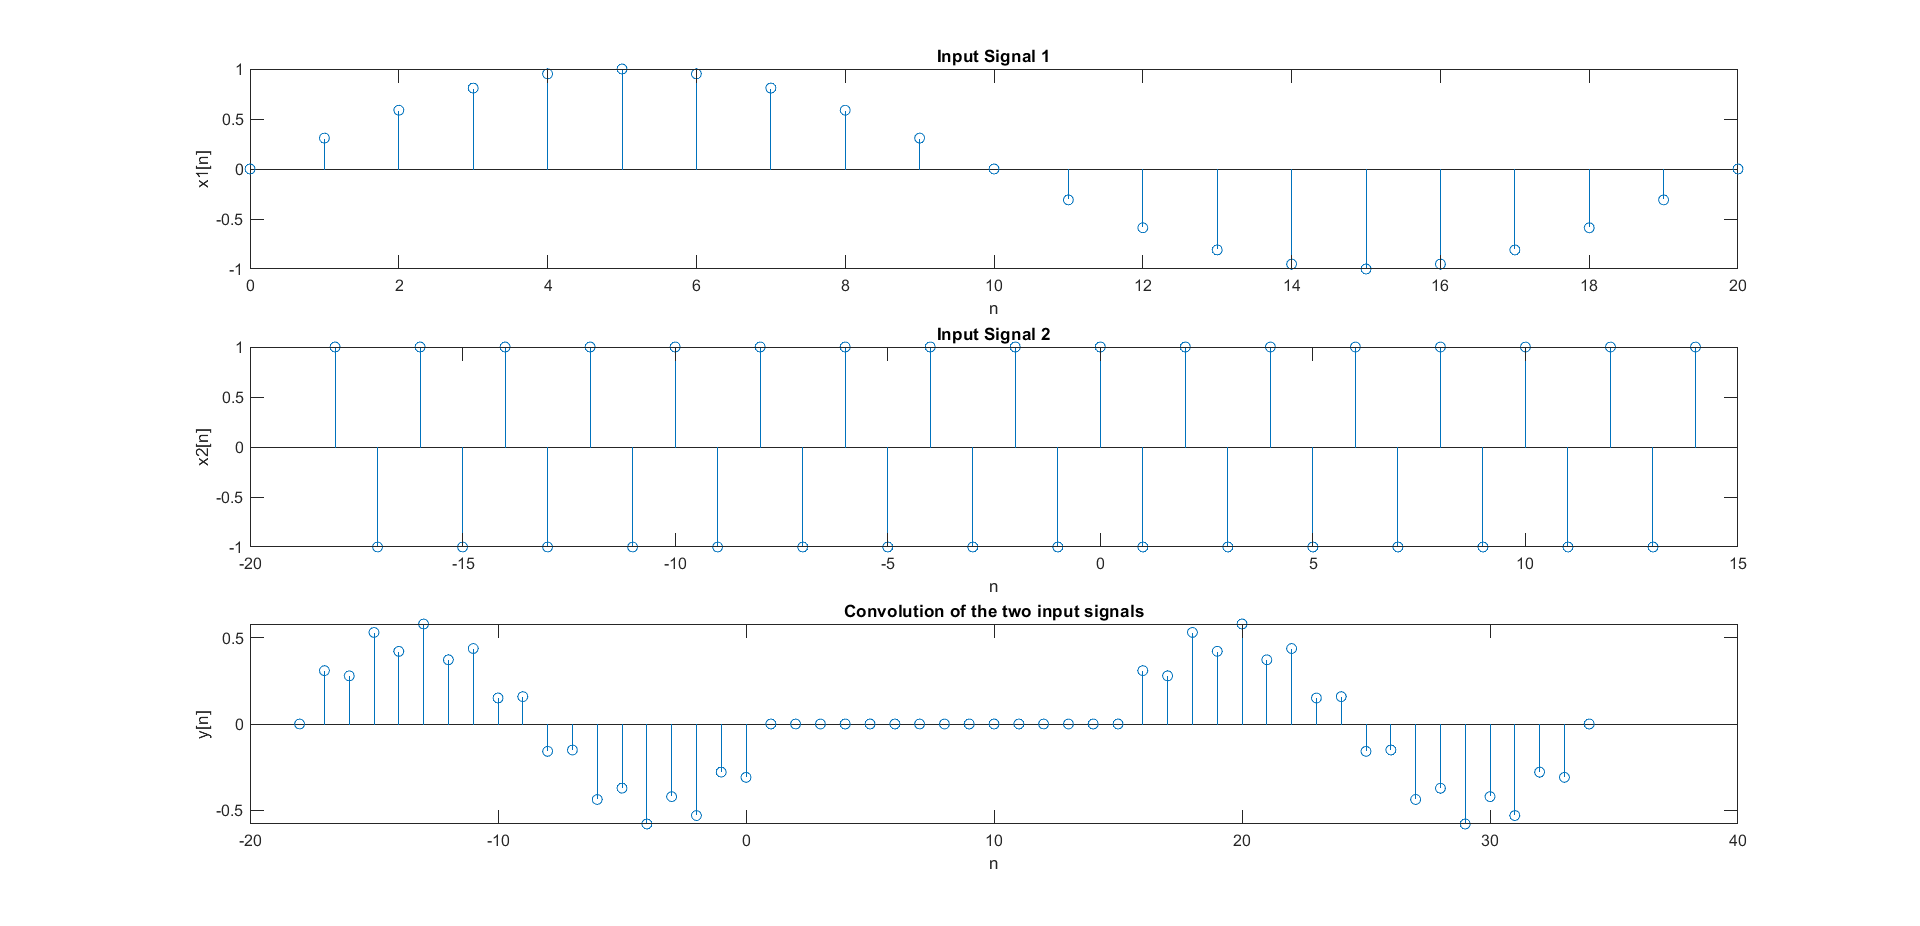 Input Signal 1
1
0.5
0
-0.5
-1
x1[n]
0 2 4 6 8 10 12 14 16 18 20
n
Input Signal 2
1
0.5
0
-0.5
-1
x2[n]
-20 -15 -10 -5 0 5 10 15
n
Convolution of the two input signals
0.5
0
-0.5
y[n]
-20 -10 0 10 20 30 40
n